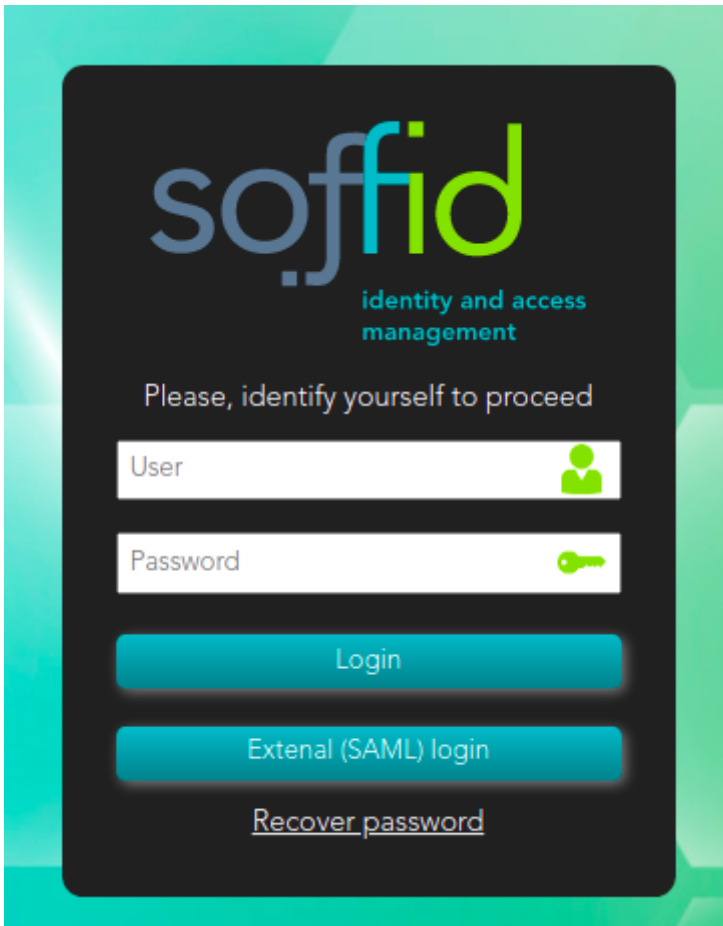 soffid
identity and access
management
Please, identify yourself to proceed
User
Password
Login
Extenal (SAML) login
Recover password